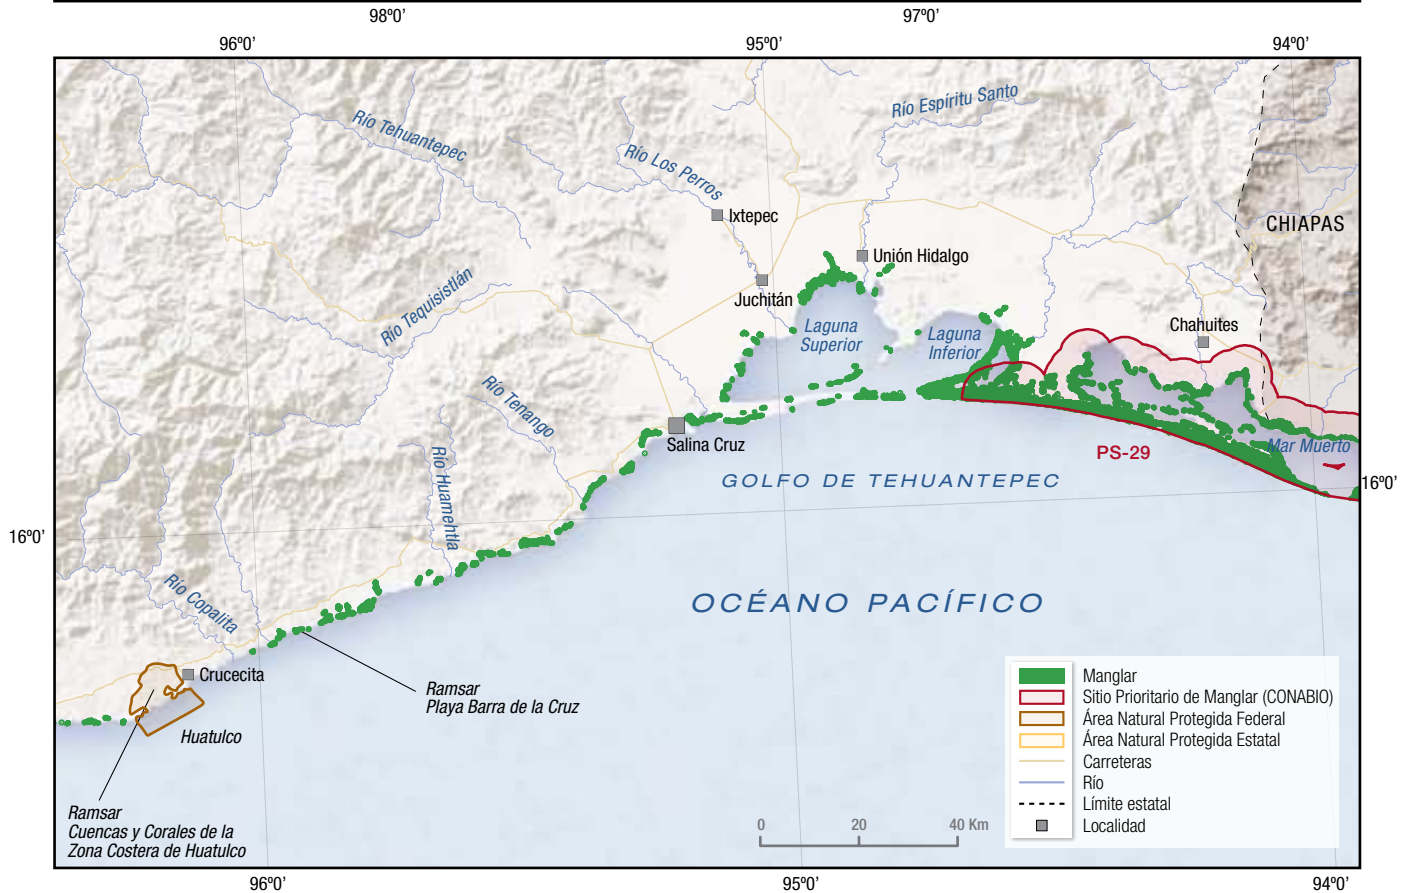 98º0’
97º0’
96º0’
95º0’
94º0’
Río Tehuantepec
Río Los Perros
Río Espíritu Santo
Ixtepec
CHIAPAS
Unión Hidalgo
Juchitán
Río Tequisistlán
Laguna
Superior
Laguna
Inferior
Chahuites
Río Tenango
Salina Cruz
Río Huamehtla
PS-29
Mar Muerto
GOLFO DE TEHUANTEPEC
16º0’
16º0’
OCÉANO PACÍFICO
Río Copalita
Crucecita
Ramsar
Playa Barra de la Cruz
Huatulco
Ramsar
Cuencas y Corales de la
Zona Costera de Huatulco
0 20 40 Km
Manglar
Sitio Prioritario de Manglar (CONABIO)
Área Natural Protegida Federal
Área Natural Protegida Estatal
Carreteras
Río
Límite estatal
Localidad
96º0’
95º0’
94º0’